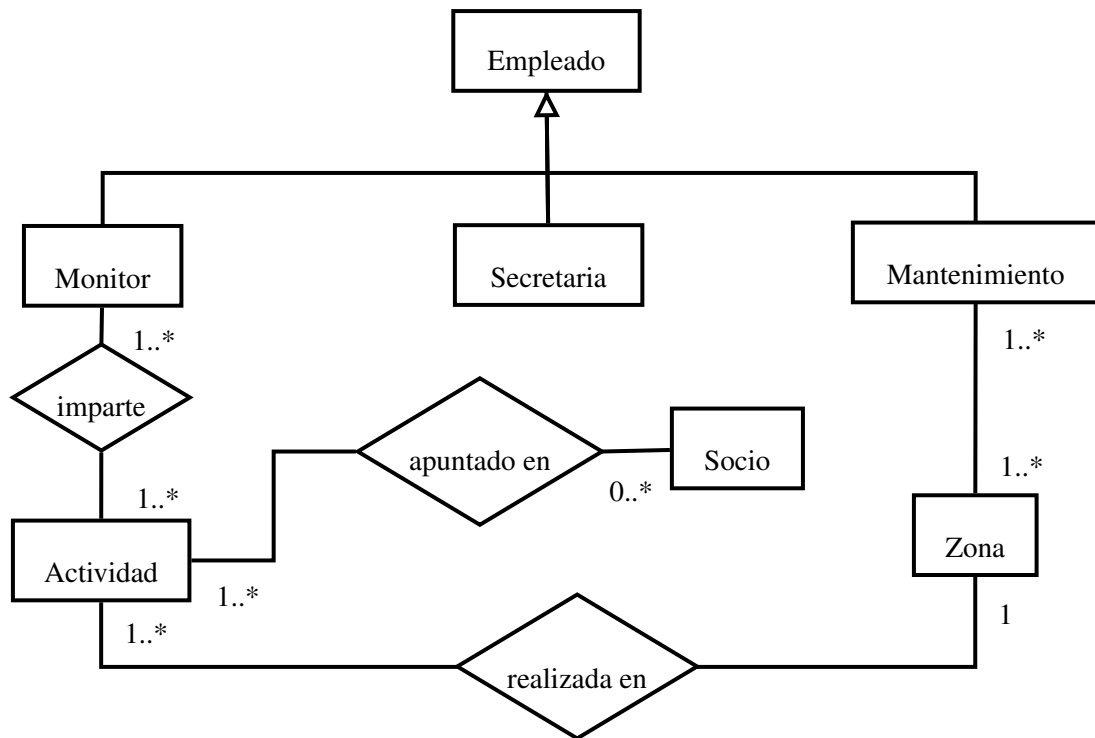 Empleado
Monitor
Secretaria
Mantenimiento
1..*
1..*
imparte
apuntado en
Socio
1..*
0..*
1..*
Actividad
Zona
1..*
1..*
1
realizada en